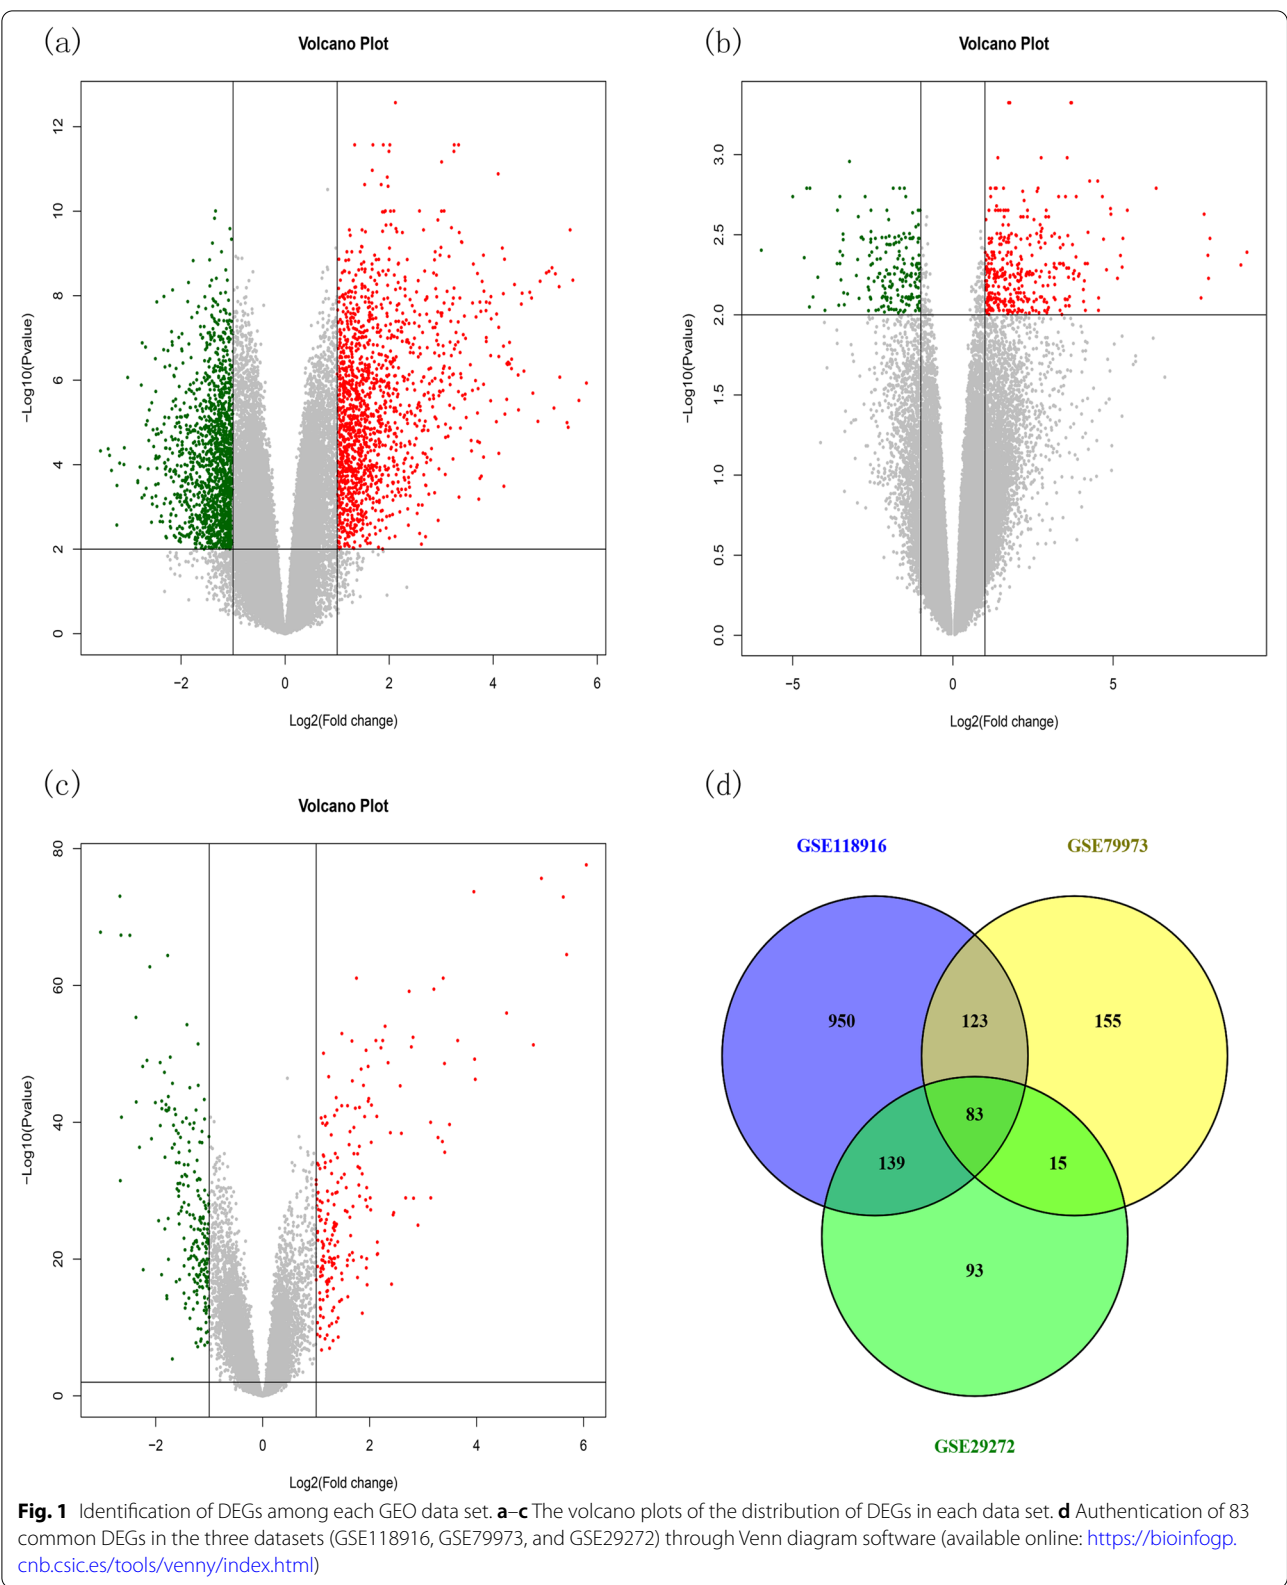 (a)
Volcano Plot
12
10
8
6
4
2
0
−Log10(Pvalue)
−2 0 2 4 6
Log2(Fold change)
(b)
Volcano Plot
3.0
2.5
2.0
1.5
1.0
0.5
0.0
−Log10(Pvalue)
−5 0 5
Log2(Fold change)
(c)
Volcano Plot
80
60
40
20
0
−Log10(Pvalue)
−2 0 2 4 6
Log2(Fold change)
(d)
GSE118916 GSE79973
950 123 155
83
139 15
93
GSE29272
Fig. 1 Identification of DEGs among each GEO data set. a–c The volcano plots of the distribution of DEGs in each data set. d Authentication of 83
common DEGs in the three datasets (GSE118916, GSE79973, and GSE29272) through Venn diagram software (available online: https://bioinfogp.
cnb.csic.es/tools/venny/index.html)